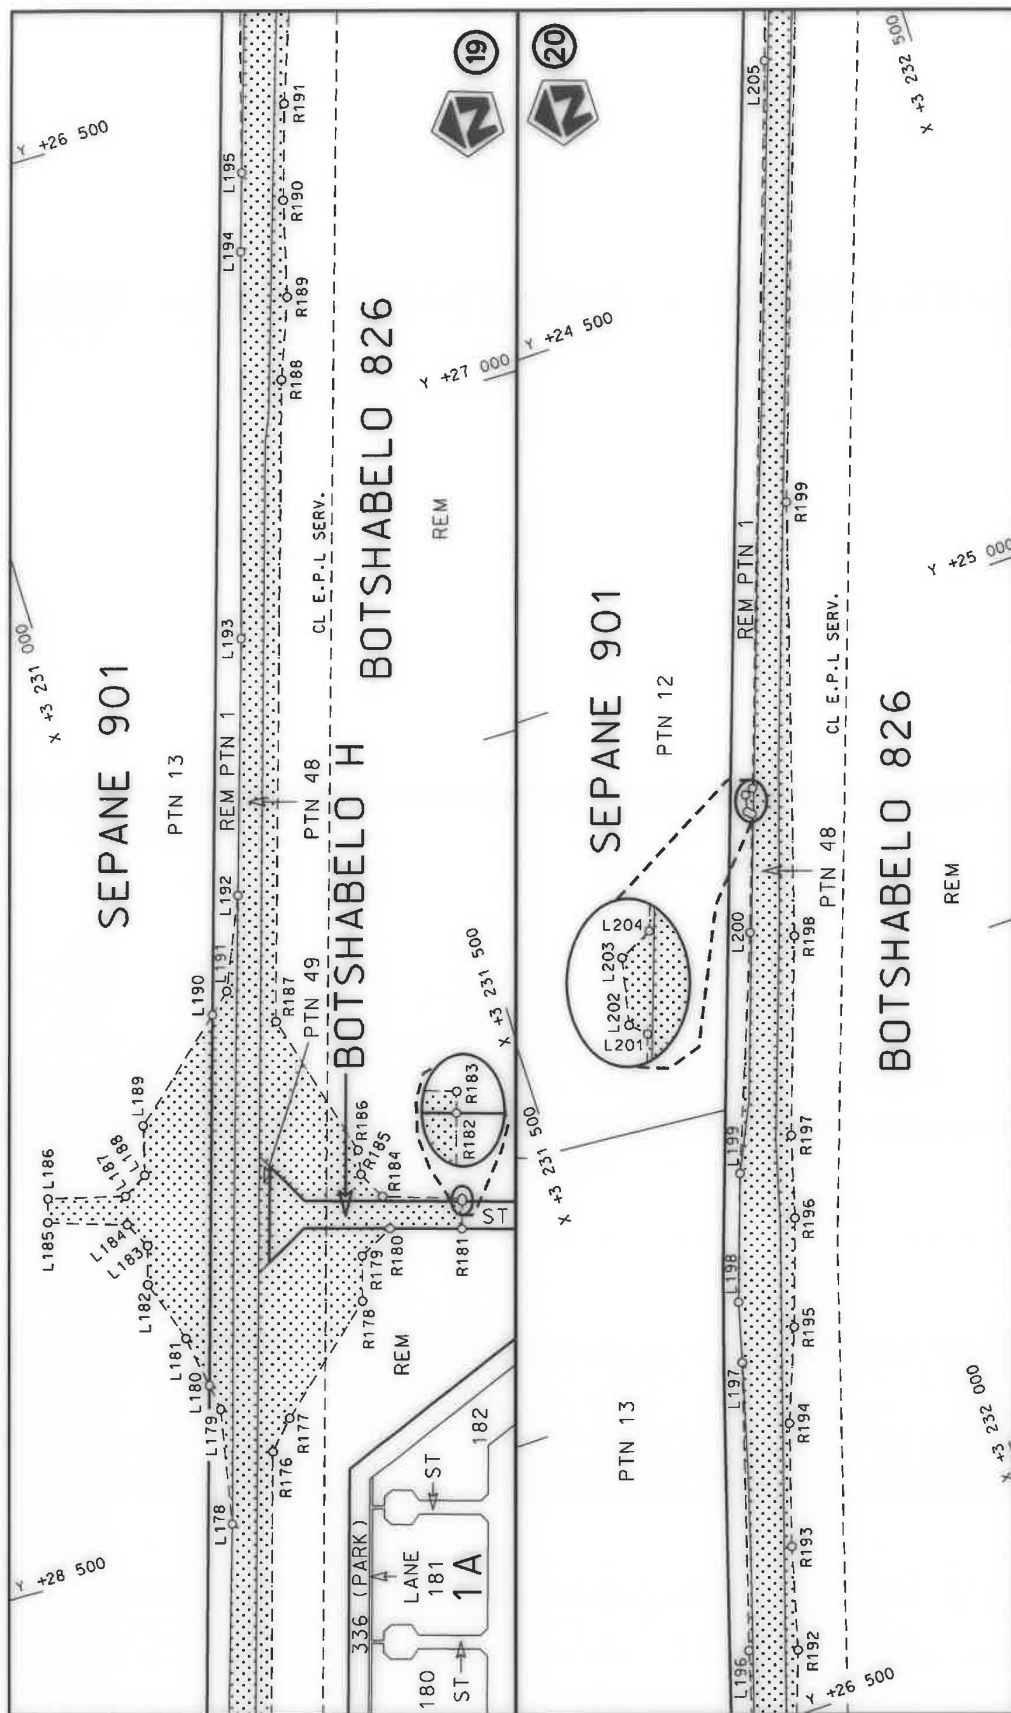 19
N
Y +26 500
X +3 231 000
Y +28 500
Y +27 000
X +3 231 500
SEPANE 901
PTN 13
REM PTN 1
PTN 48
PTN 49
BOTSHABELO H
BOTSHABELO 826
REM
CL E.P.L SERV.
L178
L179
L180
L181
L182
L183
L184
L185
L186
L187
L188
L189
L190
L191
L192
L193
L194
L195
R176
R177
R178
R179
R180
R181
R182
R183
R184
R185
R186
R187
R188
R189
R190
R191
ST
REM
336 (PARK)
LANE
180
181
182
1A
ST
ST
20
N
Y +24 500
X +3 232 500
Y +25 000
X +3 231 500
X +3 232 000
Y +26 500
SEPANE 901
PTN 12
PTN 13
REM PTN 1
PTN 48
CL E.P.L SERV.
BOTSHABELO 826
REM
L196
L197
L198
L199
L200
L201
L202
L203
L204
L205
R192
R193
R194
R195
R196
R197
R198
R199